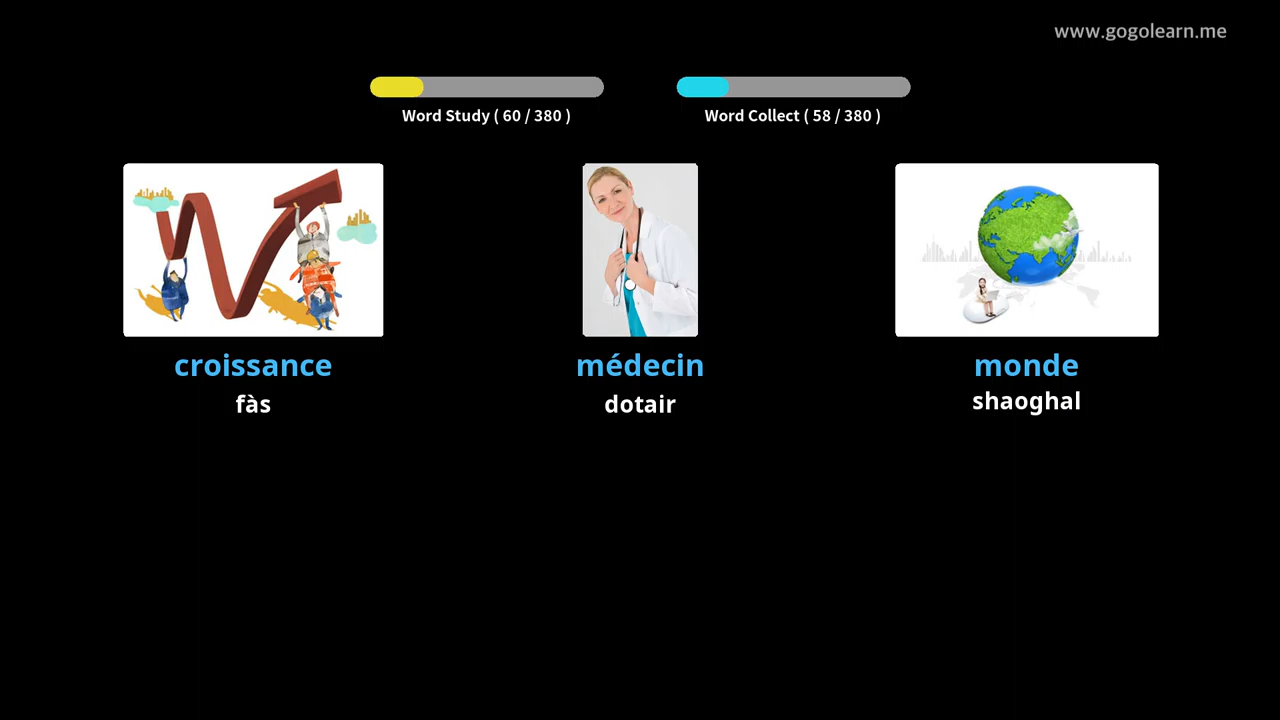 www.gogolearn.me
Word Study ( 60 / 380 )
Word Collect ( 58 / 380 )
croissance
fàs
médecin
dotair
monde
shaoghal